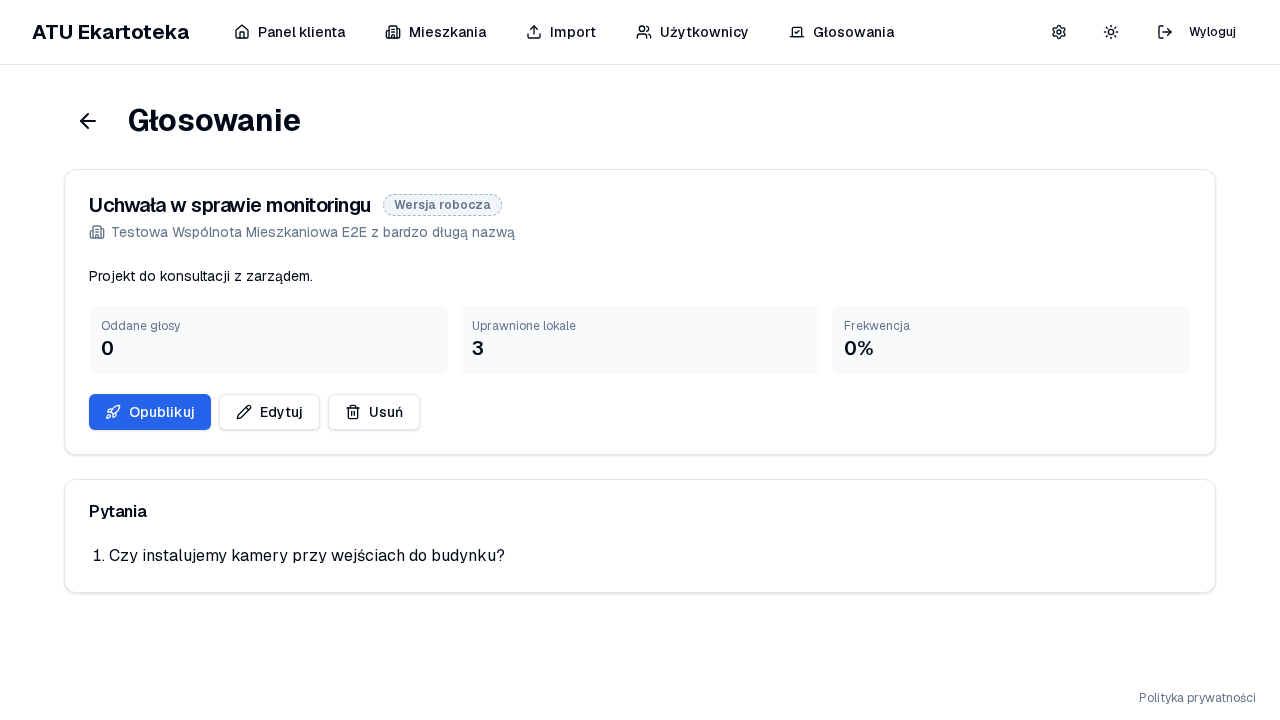 ATU Ekartoteka Panel klienta Mieszkania Import Użytkownicy Głosowania Wyloguj
Głosowanie
Uchwała w sprawie monitoringu Wersja robocza
Testowa Wspólnota Mieszkaniowa E2E z bardzo długą nazwą
Projekt do konsultacji z zarządem.
Oddane głosy Uprawnione lokale Frekwencja
0 3 0%
Opublikuj Edytuj Usuń
Pytania
1. Czy instalujemy kamery przy wejściach do budynku?
Polityka prywatności